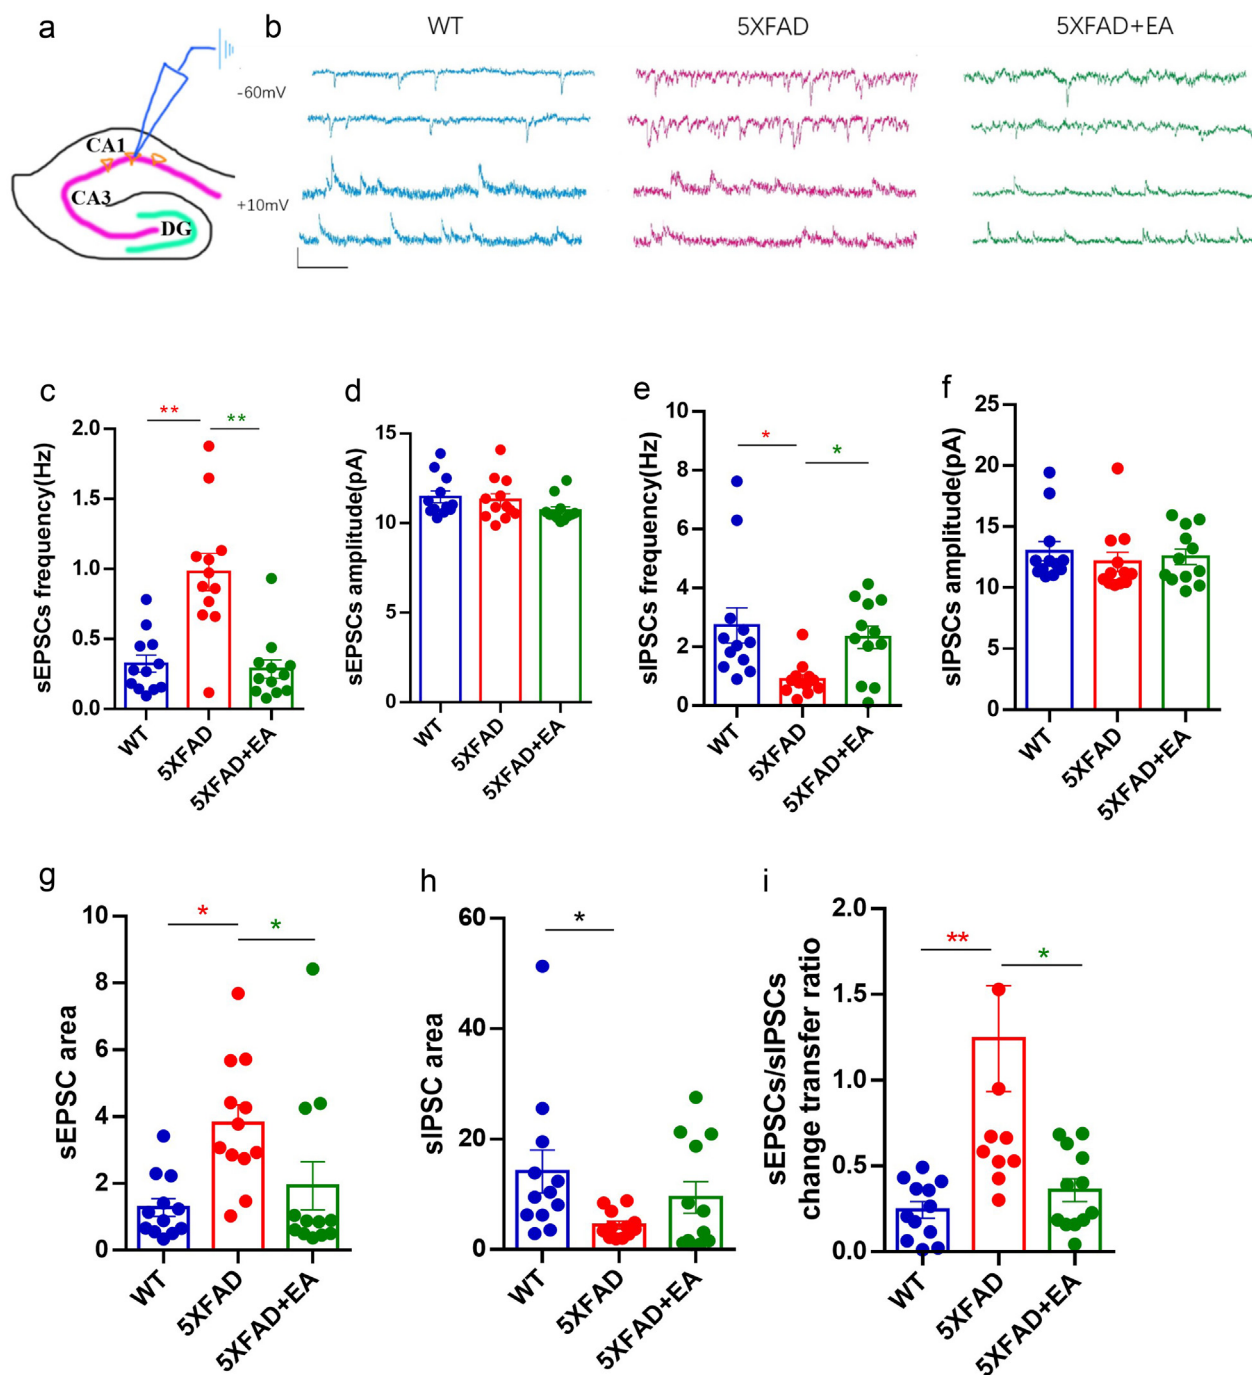 a
b
WT
5XFAD
5XFAD+EA
-60mV
+10mV
CA1
CA3
DG
c
sEPSCs frequency(Hz)
2.0
1.5
1.0
0.5
0.0
**
**
WT
5XFAD
5XFAD+EA
d
sEPSCs amplitude(pA)
15
10
5
0
WT
5XFAD
5XFAD+EA
e
sIPSCs frequency(Hz)
10
8
6
4
2
0
*
*
WT
5XFAD
5XFAD+EA
f
sIPSCs amplitude(pA)
25
20
15
10
5
0
WT
5XFAD
5XFAD+EA
g
sEPSC area
10
8
6
4
2
0
*
*
WT
5XFAD
5XFAD+EA
h
sIPSC area
60
40
20
0
*
WT
5XFAD
5XFAD+EA
i
sEPSCs/sIPSCs
change transfer ratio
2.0
1.5
1.0
0.5
0.0
**
*
WT
5XFAD
5XFAD+EA